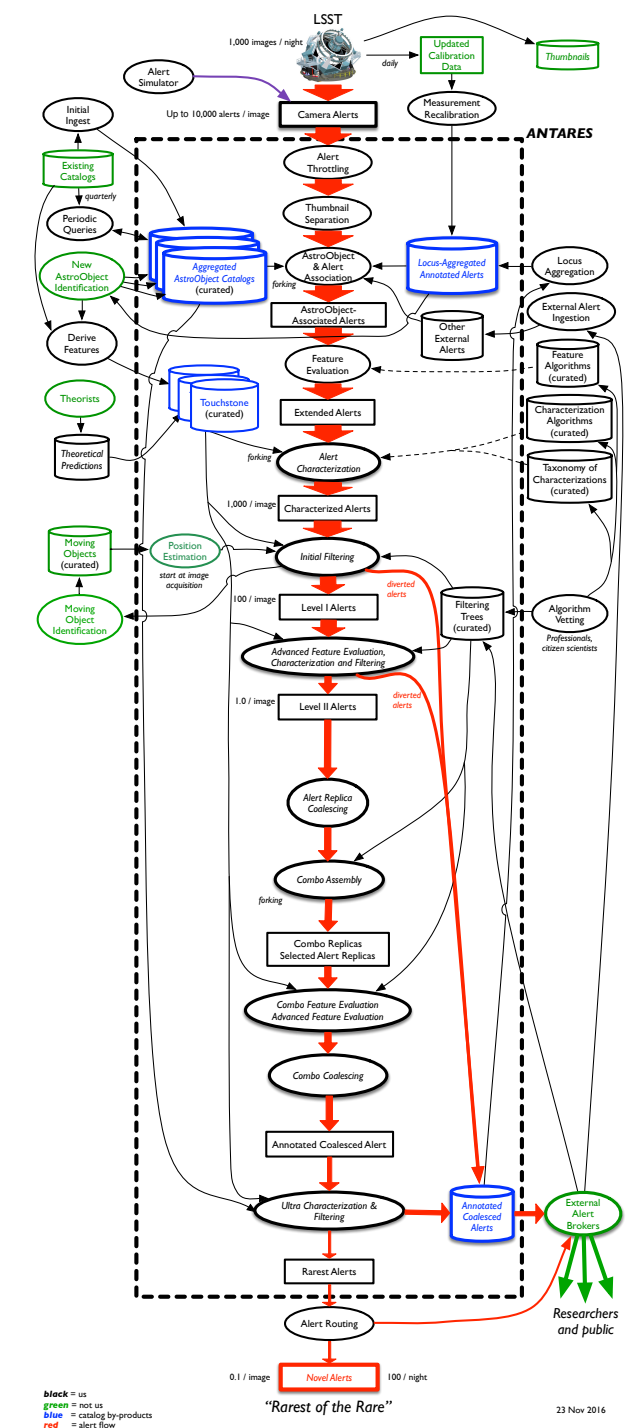 LSST
1,000 images / night
Updated
Calibration
Data
daily
Thumbnails
Alert
Simulator
Measurement
Recalibration
Initial
Ingest
Up to 10,000 alerts / image
Camera Alerts
ANTARES
Alert
Throttling
Existing
Catalogs
quarterly
Periodic
Queries
Thumbnail
Separation
New
AstroObject
Identification
Aggregated
AstroObject Catalogs
(curated)
forking
AstroObject
& Alert
Association
Locus-Aggregated
Annotated Alerts
Locus
Aggregation
External Alert
Ingestion
AstroObject-
Associated Alerts
Other
External
Alerts
Derive
Features
Feature
Evaluation
Feature
Algorithms
(curated)
Theorists
Touchstone
(curated)
Extended Alerts
Characterization
Algorithms
(curated)
Theoretical
Predictions
forking
Alert
Characterization
Taxonomy of
Characterizations
(curated)
1,000 / image
Characterized Alerts
Moving
Objects
(curated)
Position
Estimation
start at image
acquisition
Initial Filtering
diverted
alerts
Moving
Object
Identification
100 / image
Level I Alerts
Filtering
Trees
(curated)
Algorithm
Vetting
Professionals,
citizen scientists
Advanced Feature Evaluation,
Characterization and Filtering
1.0 / image
Level II Alerts
diverted
alerts
Alert Replica
Coalescing
Combo Assembly
forking
Combo Replicas
Selected Alert Replicas
Combo Feature Evaluation
Advanced Feature Evaluation
Combo Coalescing
Annotated Coalesced Alert
Ultra Characterization &
Filtering
Annotated
Coalesced
Alerts
External
Alert
Brokers
Rarest Alerts
Researchers
and public
Alert Routing
0.1 / image
Novel Alerts
100 / night
"Rarest of the Rare"
black = us
green = not us
blue = catalog by-products
red = alert flow
23 Nov 2016